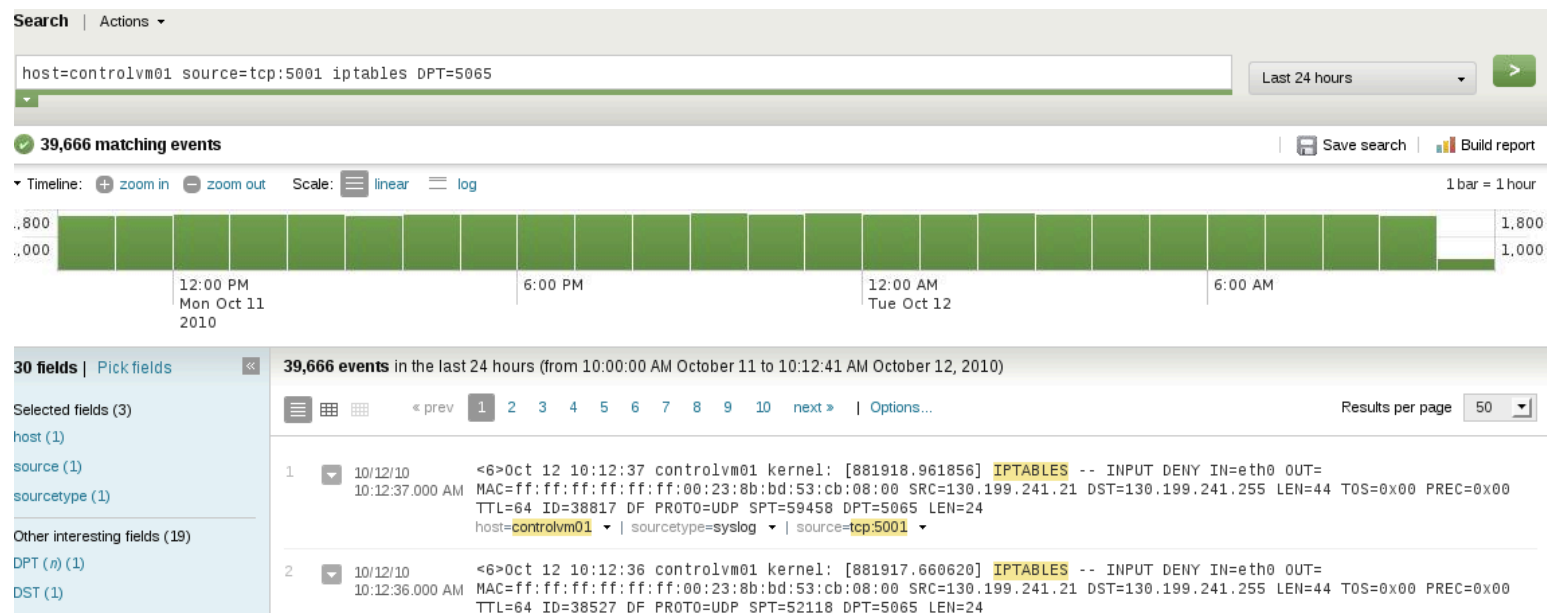 Search | Actions
host=controlvm01 source=tcp:5001 iptables DPT=5065
Last 24 hours
>
39,666 matching events
Save search | Build report
Timeline: zoom in zoom out Scale: linear log
1 bar = 1 hour
,800
,000
1,800
1,000
12:00 PM
Mon Oct 11
2010
6:00 PM
12:00 AM
Tue Oct 12
6:00 AM
30 fields | Pick fields «
Selected fields (3)
host (1)
source (1)
sourcetype (1)
Other interesting fields (19)
DPT (n) (1)
DST (1)
39,666 events in the last 24 hours (from 10:00:00 AM October 11 to 10:12:41 AM October 12, 2010)
« prev 1 2 3 4 5 6 7 8 9 10 next » | Options...
Results per page 50
1 10/12/10 10:12:37.000 AM
<6>Oct 12 10:12:37 controlvm01 kernel: [881918.961856] IPTABLES -- INPUT DENY IN=eth0 OUT=
MAC=ff:ff:ff:ff:ff:ff:00:23:8b:bd:53:cb:08:00 SRC=130.199.241.21 DST=130.199.241.255 LEN=44 TOS=0x00 PREC=0x00
TTL=64 ID=38817 DF PROTO=UDP SPT=59458 DPT=5065 LEN=24
host=controlvm01 | sourcetype=syslog | source=tcp:5001
2 10/12/10 10:12:36.000 AM
<6>Oct 12 10:12:36 controlvm01 kernel: [881917.660620] IPTABLES -- INPUT DENY IN=eth0 OUT=
MAC=ff:ff:ff:ff:ff:ff:00:23:8b:bd:53:cb:08:00 SRC=130.199.241.21 DST=130.199.241.255 LEN=44 TOS=0x00 PREC=0x00
TTL=64 ID=38527 DF PROTO=UDP SPT=52118 DPT=5065 LEN=24